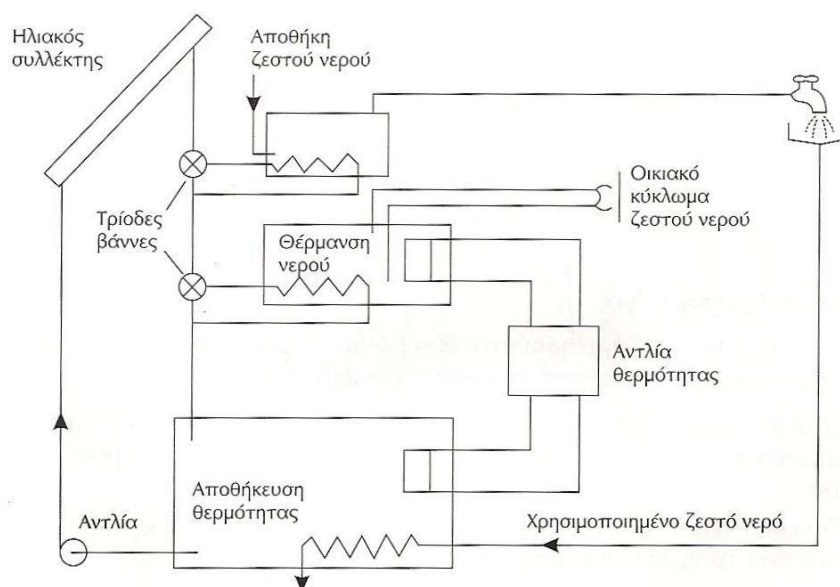 Ηλιακός
συλλέκτης
Αποθήκη
ζεστού νερού
Τρίοδες
βάννες
Θέρμανση
νερού
Οικιακό
κύκλωμα
ζεστού νερού
Αντλία
θερμότητας
Αποθήκευση
θερμότητας
Αντλία
Χρησιμοποιημένο ζεστό νερό